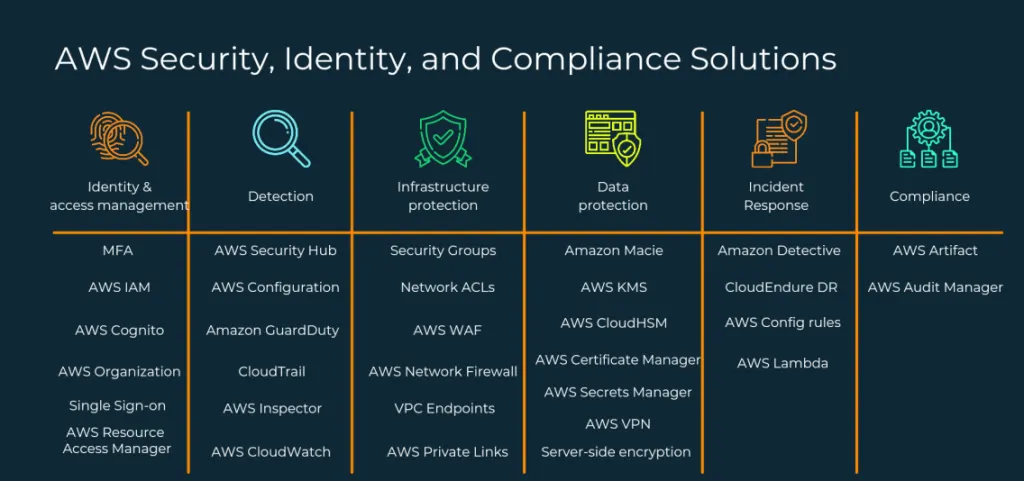 AWS Security, Identity, and Compliance Solutions
Identity &
access management
Detection
Infrastructure
protection
Data
protection
Incident
Response
Compliance
MFA
AWS IAM
AWS Cognito
AWS Organization
Single Sign-on
AWS Resource
Access Manager
AWS Security Hub
AWS Configuration
Amazon GuardDuty
CloudTrail
AWS Inspector
AWS CloudWatch
Security Groups
Network ACLs
AWS WAF
AWS Network Firewall
VPC Endpoints
AWS Private Links
Amazon Macie
AWS KMS
AWS CloudHSM
AWS Certificate Manager
AWS Secrets Manager
AWS VPN
Server-side encryption
Amazon Detective
CloudEndure DR
AWS Config rules
AWS Lambda
AWS Artifact
AWS Audit Manager